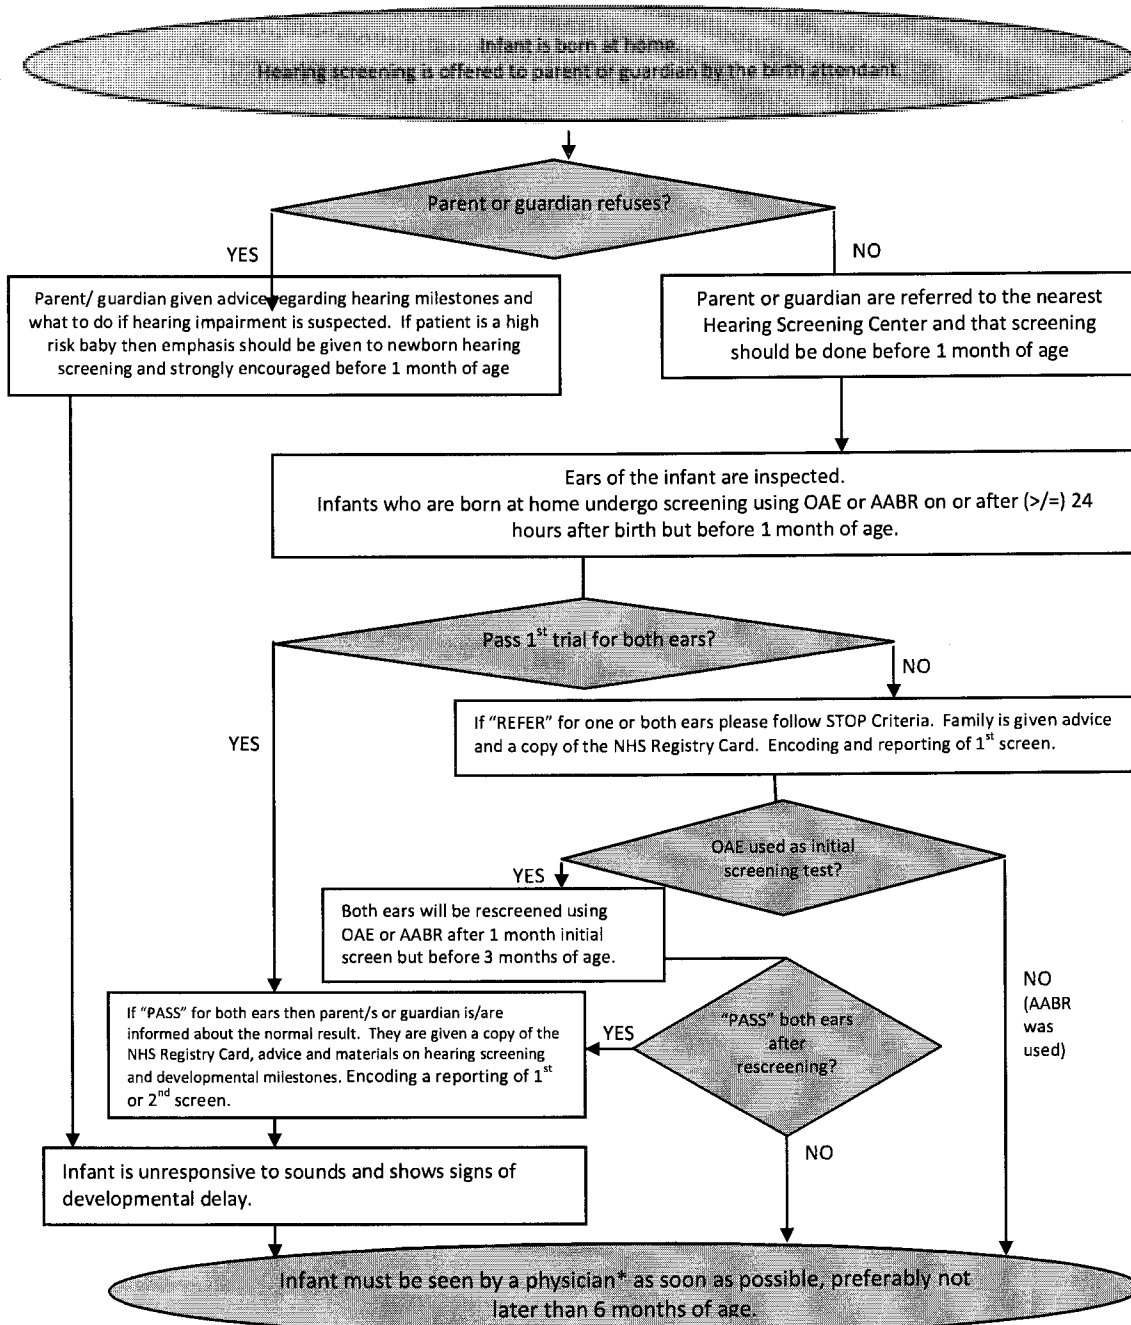 Infant is born at home.
Hearing screening is offered to parent or guardian by the birth attendant.
Parent or guardian refuses?
YES
NO
Parent/ guardian given advice regarding hearing milestones and
what to do if hearing impairment is suspected. If patient is a high
risk baby then emphasis should be given to newborn hearing
screening and strongly encouraged before 1 month of age
Parent or guardian are referred to the nearest
Hearing Screening Center and that screening
should be done before 1 month of age
Ears of the infant are inspected.
Infants who are born at home undergo screening using OAE or AABR on or after (>/=) 24
hours after birth but before 1 month of age.
Pass 1st trial for both ears?
NO
YES
If “REFER” for one or both ears please follow STOP Criteria. Family is given advice
and a copy of the NHS Registry Card. Encoding and reporting of 1st screen.
OAE used as initial
screening test?
YES
Both ears will be rescreened using
OAE or AABR after 1 month initial
screen but before 3 months of age.
NO
(AABR
was
used)
If “PASS” for both ears then parent/s or guardian is/are
informed about the normal result. They are given a copy of the
NHS Registry Card, advice and materials on hearing screening
and developmental milestones. Encoding a reporting of 1st
or 2nd screen.
YES
“PASS” both ears
after
rescreening?
NO
Infant is unresponsive to sounds and shows signs of
developmental delay.
Infant must be seen by a physician* as soon as possible, preferably not
later than 6 months of age.